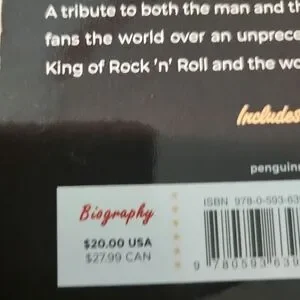 A tribute to both the man and th
fans the world over an unprece
King of Rock 'n' Roll and the wo
Includes
penguin
ISBN 978-0-593-63
Biography
$20.00 USA
$27.99 CAN
9 780593 639